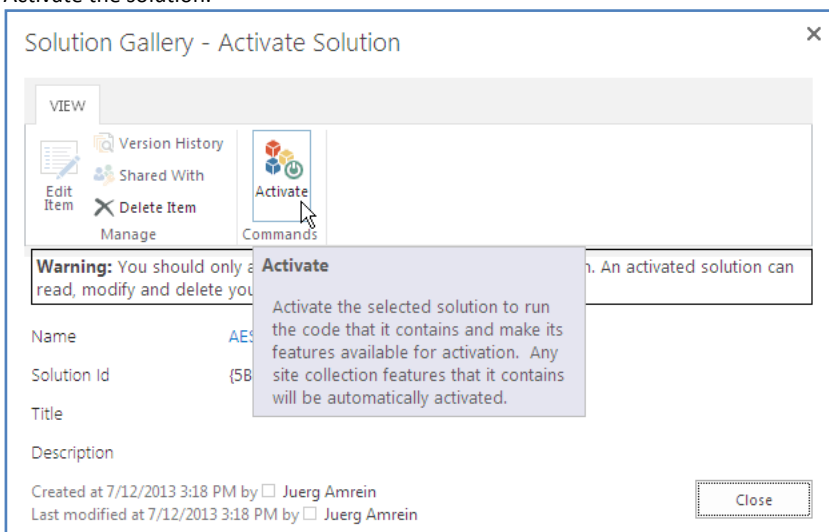 Activate the solution.
Solution Gallery - Activate Solution
VIEW
Edit Item
Version History
Shared With
Delete Item
Manage
Activate
Commands
Warning: You should only a
n. An activated solution can
read, modify and delete you
Activate
Activate the selected solution to run
the code that it contains and make its
features available for activation. Any
site collection features that it contains
will be automatically activated.
Name AES
Solution Id {5B
Title
Description
Created at 7/12/2013 3:18 PM by Juerg Amrein
Last modified at 7/12/2013 3:18 PM by Juerg Amrein
Close